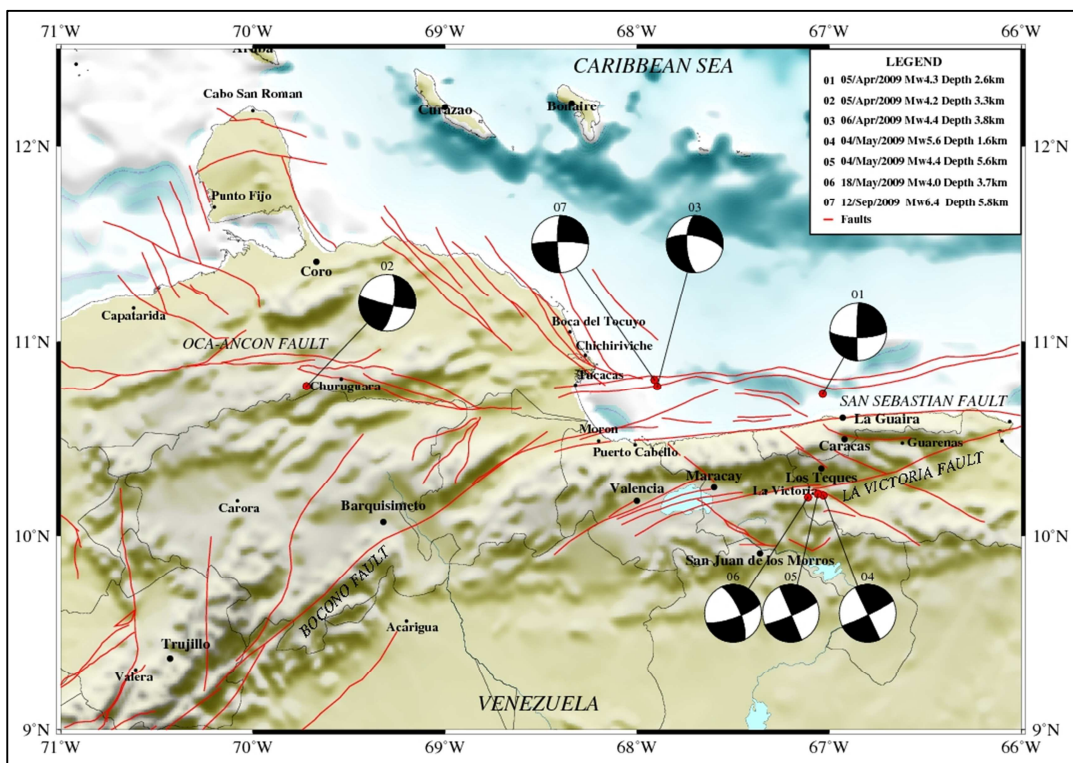 71°W 70°W 69°W 68°W 67°W 66°W
Aruba
CARIBBEAN SEA
LEGEND
01 05/Apr/2009 Mw4.3 Depth 2.6km
02 05/Apr/2009 Mw4.2 Depth 3.3km
03 06/Apr/2009 Mw4.4 Depth 3.8km
04 04/May/2009 Mw5.6 Depth 1.6km
05 04/May/2009 Mw4.4 Depth 5.6km
06 18/May/2009 Mw4.0 Depth 3.7km
07 12/Sep/2009 Mw6.4 Depth 5.8km
Faults
Cabo San Roman
Curazao
Bonaire
12°N
12°N
Punto Fijo
07
03
Coro
02
01
Capatarida
Boca del Tocuyo
11°N
11°N
OCA-ANCON FAULT
Chichiriviche
Tucacas
Churuguara
SAN SEBASTIAN FAULT
La Guaira
Moron
Caracas
Guarenas
Puerto Cabello
Los Teques
Maracay
LA VICTORIA FAULT
Valencia
La Victoria
Carora
Barquisimeto
10°N
10°N
San Juan de los Morros
BOCONO FAULT
06
05
04
Acarigua
Trujillo
Valera
VENEZUELA
9°N
9°N
71°W 70°W 69°W 68°W 67°W 66°W